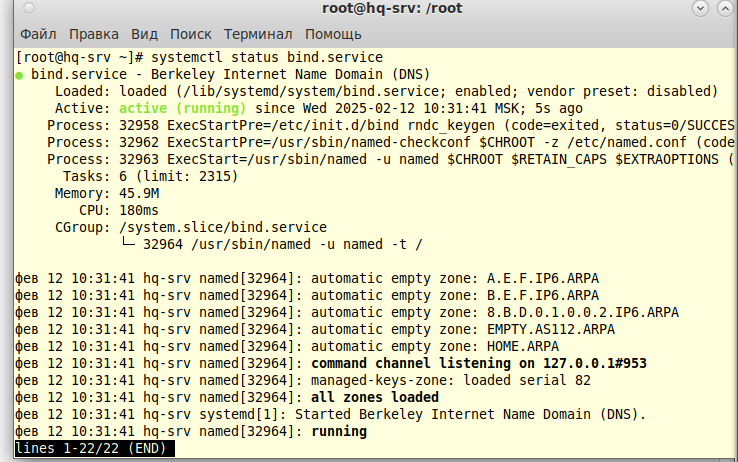 root@hq-srv: /root
Файл Правка Вид Поиск Терминал Помощь
[root@hq-srv ~]# systemctl status bind.service
● bind.service - Berkeley Internet Name Domain (DNS)
Loaded: loaded (/lib/systemd/system/bind.service; enabled; vendor preset: disabled)
Active: active (running) since Wed 2025-02-12 10:31:41 MSK; 5s ago
Process: 32958 ExecStartPre=/etc/init.d/bind rndc_keygen (code=exited, status=0/SUCCES
Process: 32962 ExecStartPre=/usr/sbin/named-checkconf $CHROOT -z /etc/named.conf (code
Process: 32963 ExecStart=/usr/sbin/named -u named $CHROOT $RETAIN_CAPS $EXTRAOPTIONS (
Tasks: 6 (limit: 2315)
Memory: 45.9M
CPU: 180ms
CGroup: /system.slice/bind.service
└─ 32964 /usr/sbin/named -u named -t /
фев 12 10:31:41 hq-srv named[32964]: automatic empty zone: A.E.F.IP6.ARPA
фев 12 10:31:41 hq-srv named[32964]: automatic empty zone: B.E.F.IP6.ARPA
фев 12 10:31:41 hq-srv named[32964]: automatic empty zone: 8.B.D.0.1.0.0.2.IP6.ARPA
фев 12 10:31:41 hq-srv named[32964]: automatic empty zone: EMPTY.AS112.ARPA
фев 12 10:31:41 hq-srv named[32964]: automatic empty zone: HOME.ARPA
фев 12 10:31:41 hq-srv named[32964]: command channel listening on 127.0.0.1#953
фев 12 10:31:41 hq-srv named[32964]: managed-keys-zone: loaded serial 82
фев 12 10:31:41 hq-srv named[32964]: all zones loaded
фев 12 10:31:41 hq-srv systemd[1]: Started Berkeley Internet Name Domain (DNS).
фев 12 10:31:41 hq-srv named[32964]: running
lines 1-22/22 (END)